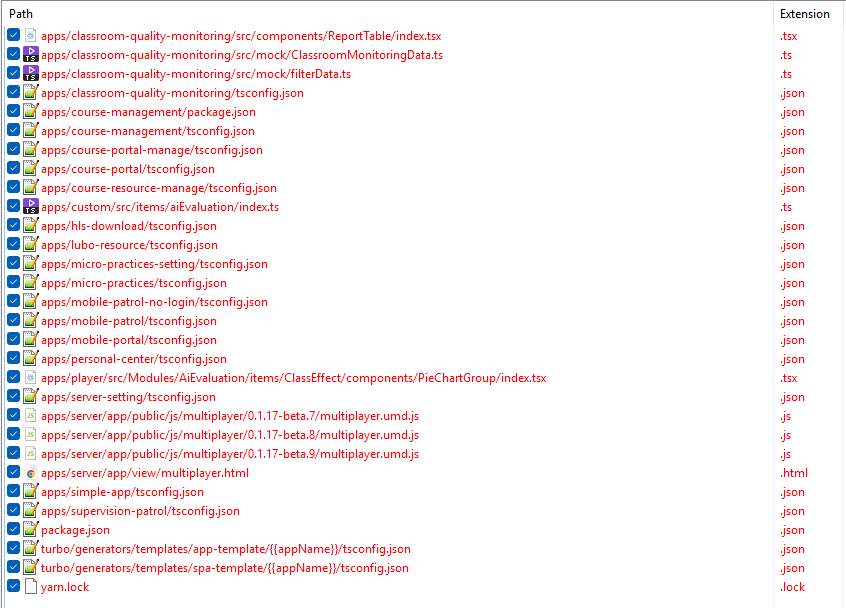 Path Extension
apps/classroom-quality-monitoring/src/components/ReportTable/index.tsx .tsx
apps/classroom-quality-monitoring/src/mock/ClassroomMonitoringData.ts .ts
apps/classroom-quality-monitoring/src/mock/filterData.ts .ts
apps/classroom-quality-monitoring/tsconfig.json .json
apps/course-management/package.json .json
apps/course-management/tsconfig.json .json
apps/course-portal-manage/tsconfig.json .json
apps/course-portal/tsconfig.json .json
apps/course-resource-manage/tsconfig.json .json
apps/custom/src/items/aiEvaluation/index.ts .ts
apps/hls-download/tsconfig.json .json
apps/lubo-resource/tsconfig.json .json
apps/micro-practices-setting/tsconfig.json .json
apps/micro-practices/tsconfig.json .json
apps/mobile-patrol-no-login/tsconfig.json .json
apps/mobile-patrol/tsconfig.json .json
apps/mobile-portal/tsconfig.json .json
apps/personal-center/tsconfig.json .json
apps/player/src/Modules/AiEvaluation/items/ClassEffect/components/PieChartGroup/index.tsx .tsx
apps/server-setting/tsconfig.json .json
apps/server/app/public/js/multiplayer/0.1.17-beta.7/multiplayer.umd.js .js
apps/server/app/public/js/multiplayer/0.1.17-beta.8/multiplayer.umd.js .js
apps/server/app/public/js/multiplayer/0.1.17-beta.9/multiplayer.umd.js .js
apps/server/app/view/multiplayer.html .html
apps/simple-app/tsconfig.json .json
apps/supervision-patrol/tsconfig.json .json
package.json .json
turbo/generators/templates/app-template/{{appName}}/tsconfig.json .json
turbo/generators/templates/spa-template/{{appName}}/tsconfig.json .json
yarn.lock .lock